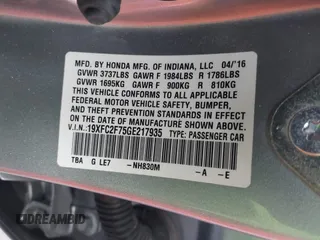 MFD BY HONDA MFG. OF INDIANA, LLC 04/'16
GVWR 3737LBS GAWR F 1984LBS R 1786LBS
GVWR 1695KG GAWR F 900KG R 810KG
THIS VEHICLE CONFORMS TO ALL APPLICABLE
FEDERAL MOTOR VEHICLE SAFETY, BUMPER, AND
THEFT PREVENTION STANDARDS IN EFFECT ON THE
DATE OF MANUFACTURE SHOWN ABOVE.
V.I.N.:19XFC2F75GE217935 TYPE: PASSENGER CAR
TBA G LE7 -NH830M -A -E
IDREAMBID